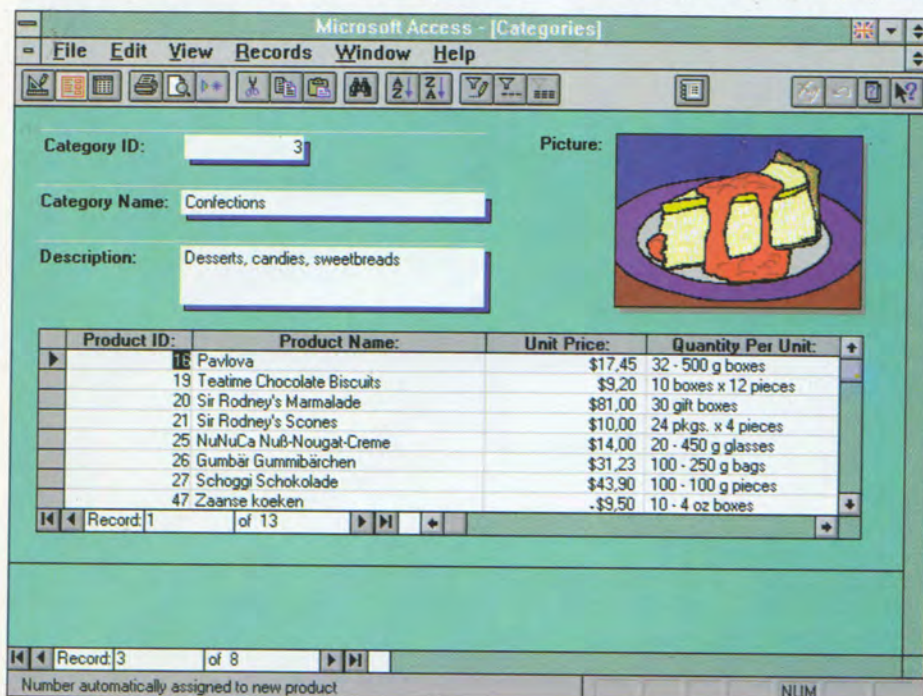 Microsoft Access - [Categories]
File Edit View Records Window Help
Category ID: 3
Picture:
Category Name: Confections
Description: Desserts, candies, sweetbreads
Product ID: Product Name: Unit Price: Quantity Per Unit:
16 Pavlova $17,45 32 - 500 g boxes
19 Teatime Chocolate Biscuits $9,20 10 boxes x 12 pieces
20 Sir Rodney's Marmalade $81,00 30 gift boxes
21 Sir Rodney's Scones $10,00 24 pkgs. x 4 pieces
25 NuNuCa Nuß-Nougat-Creme $14,00 20 - 450 g glasses
26 Gumbär Gummibärchen $31,23 100 - 250 g bags
27 Schoggi Schokolade $43,90 100 - 100 g pieces
47 Zaanse koeken $9,50 10 - 4 oz boxes
Record: 1 of 13
Record: 3 of 8
Number automatically assigned to new product NUM